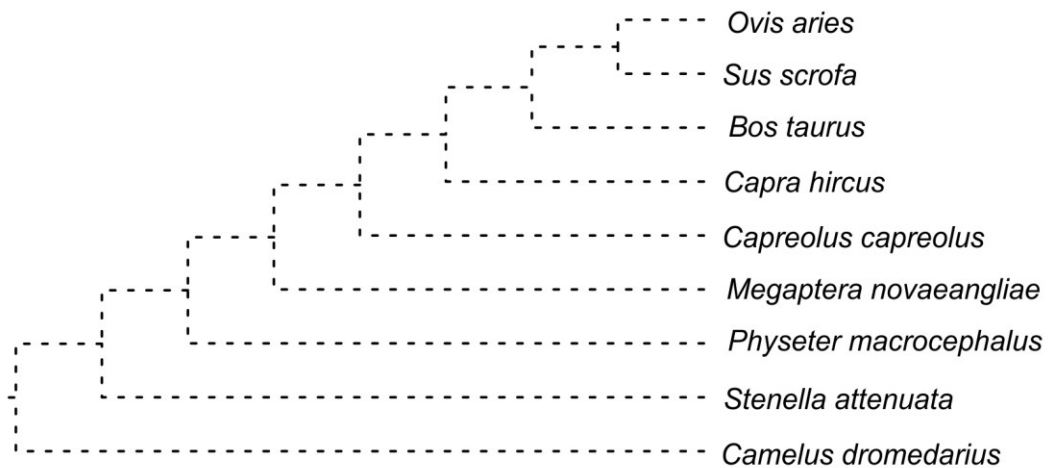 Ovis aries
Sus scrofa
Bos taurus
Capra hircus
Capreolus capreolus
Megaptera novaeangliae
Physeter macrocephalus
Stenella attenuata
Camelus dromedarius